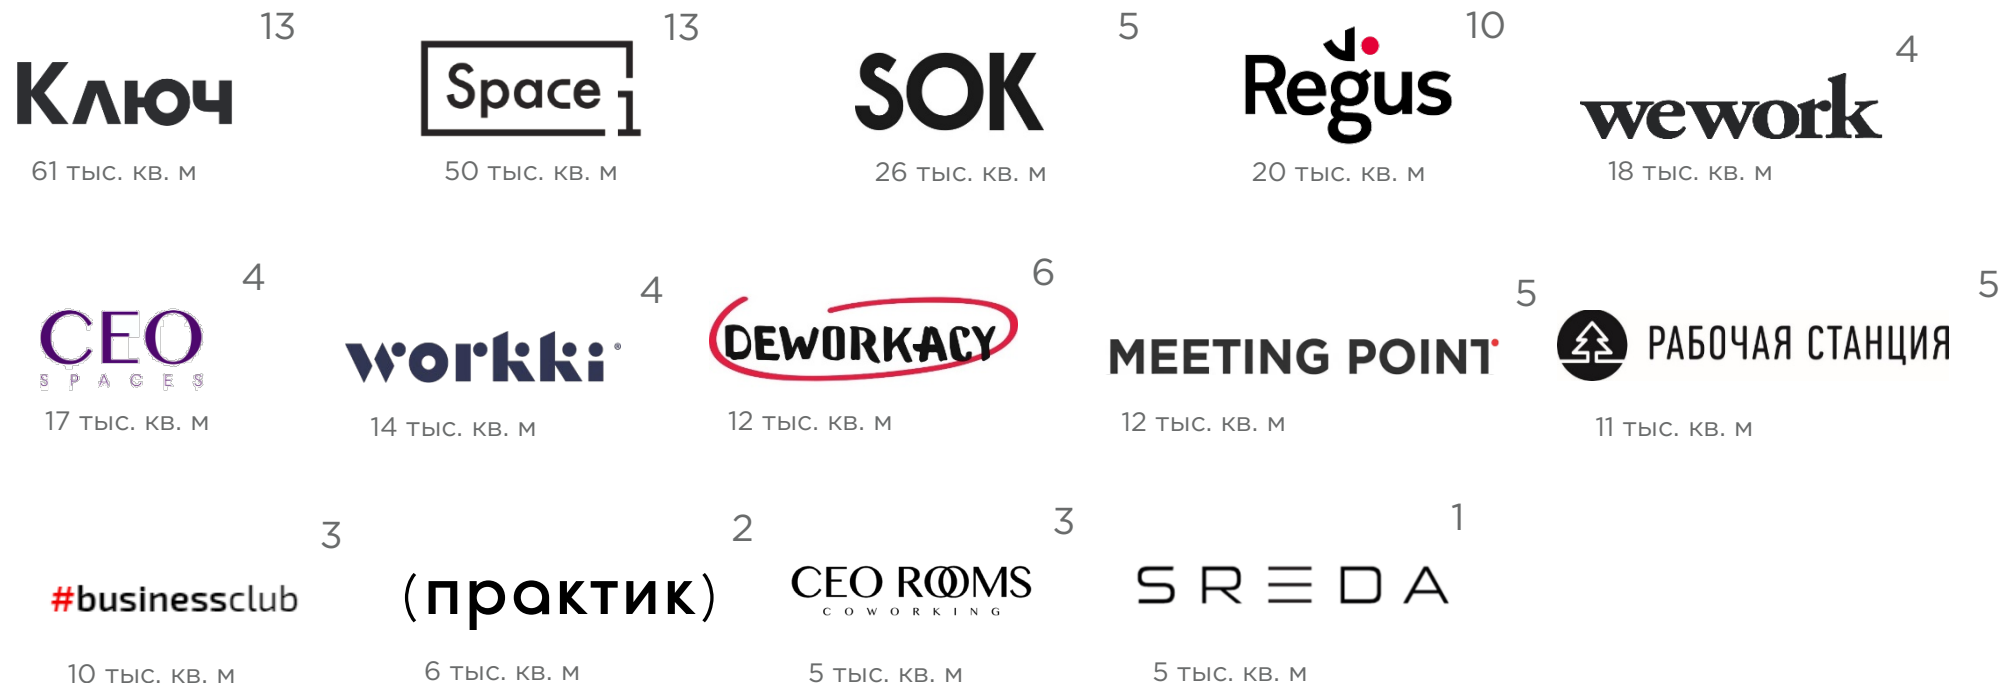 13
Ключ
61 тыс. кв. м
13
Space 1
50 тыс. кв. м
5
SOK
26 тыс. кв. м
10
Regus
20 тыс. кв. м
4
wework
18 тыс. кв. м
4
CEO
SPACES
17 тыс. кв. м
4
workki®
14 тыс. кв. м
6
DEWORKACY
12 тыс. кв. м
5
MEETING POINT
12 тыс. кв. м
5
РАБОЧАЯ СТАНЦИЯ
11 тыс. кв. м
3
#businessclub
10 тыс. кв. м
2
(практик)
6 тыс. кв. м
3
CEO ROOMS
COWORKING
5 тыс. кв. м
1
SREDA
5 тыс. кв. м